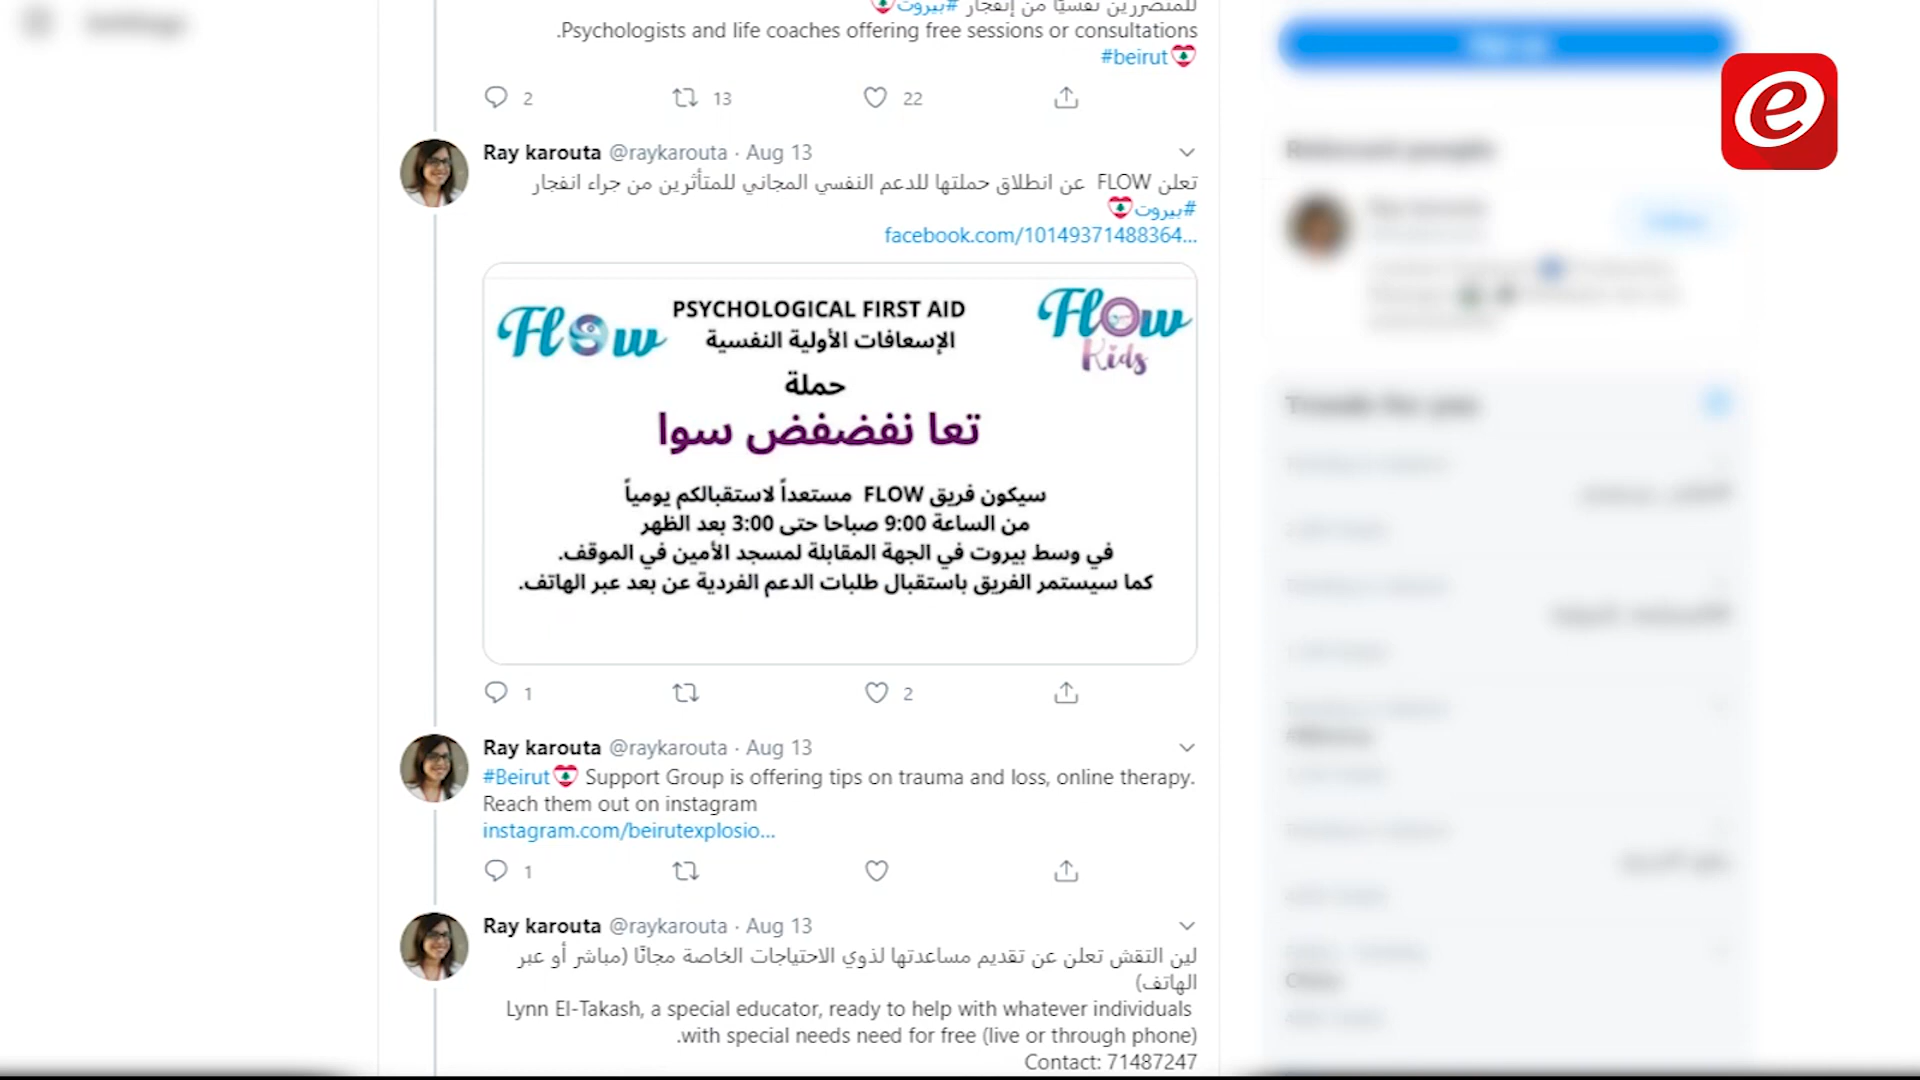 للمتضررين نفسيًا من إنفجار #بيروت
Psychologists and life coaches offering free sessions or consultations.
#beirut
2 13 22
Ray karouta @raykarouta · Aug 13
تعلن FLOW عن انطلاق حملتها للدعم النفسي المجاني للمتأثرين من جراء انفجار
#بيروت
facebook.com/10149371488364...
Flow
PSYCHOLOGICAL FIRST AID
Flow
Kids
الإسعافات الأولية النفسية
حملة
تعا نفضفض سوا
سيكون فريق FLOW مستعداً لاستقبالكم يومياً
من الساعة 9:00 صباحا حتى 3:00 بعد الظهر
في وسط بيروت في الجهة المقابلة لمسجد الأمين في الموقف.
كما سيستمر الفريق باستقبال طلبات الدعم الفردية عن بعد عبر الهاتف.
1 2
Ray karouta @raykarouta · Aug 13
#Beirut Support Group is offering tips on trauma and loss, online therapy.
Reach them out on instagram
instagram.com/beirutexplosio...
1
Ray karouta @raykarouta · Aug 13
لين التقش تعلن عن تقديم مساعدتها لذوي الاحتياجات الخاصة مجانًا (مباشر أو عبر
الهاتف)
Lynn El-Takash, a special educator, ready to help with whatever individuals
with special needs need for free (live or through phone).
Contact: 71487247
e
Trends for you